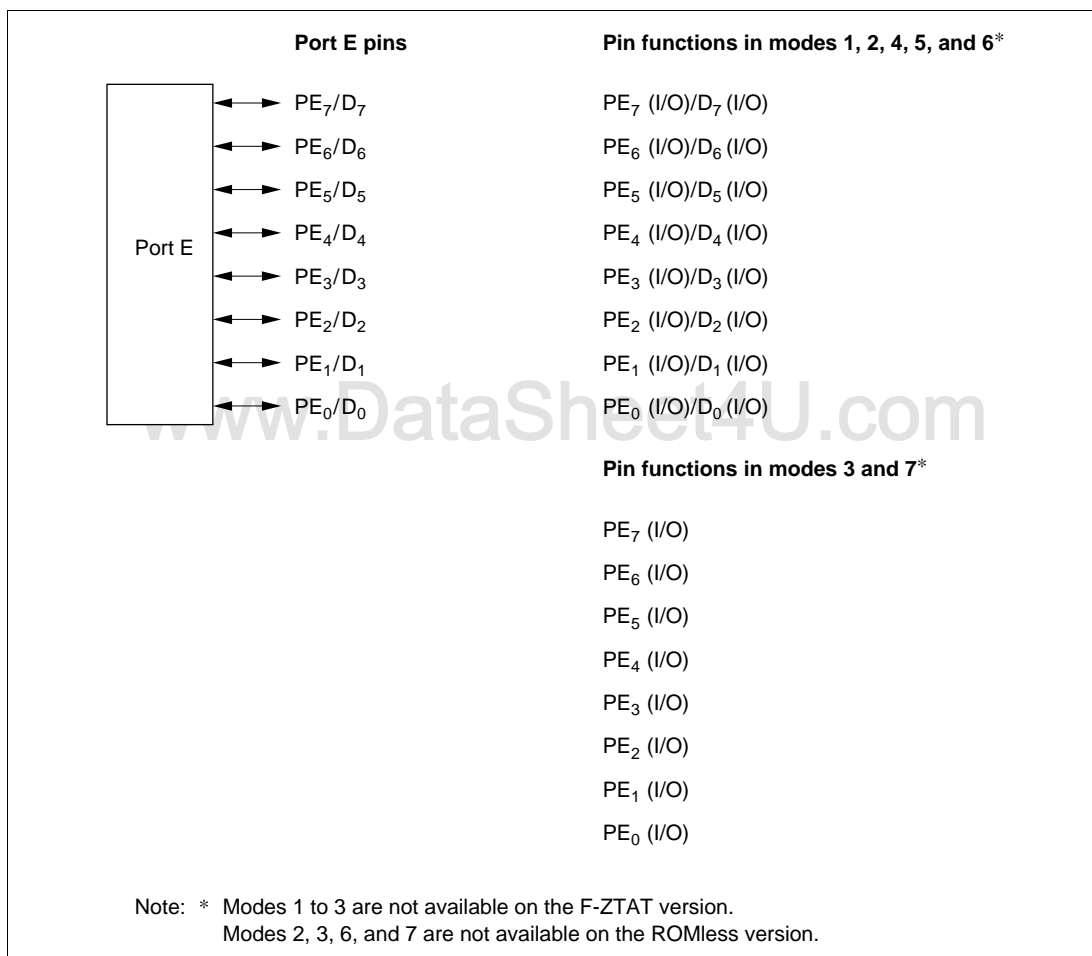 Port E pins Pin functions in modes 1, 2, 4, 5, and 6*
PE7/D7 PE7 (I/O)/D7 (I/O)
PE6/D6 PE6 (I/O)/D6 (I/O)
PE5/D5 PE5 (I/O)/D5 (I/O)
PE4/D4 PE4 (I/O)/D4 (I/O)
Port E
PE3/D3 PE3 (I/O)/D3 (I/O)
PE2/D2 PE2 (I/O)/D2 (I/O)
PE1/D1 PE1 (I/O)/D1 (I/O)
PE0/D0 PE0 (I/O)/D0 (I/O)
www.DataSheet4U.com
Pin functions in modes 3 and 7*
PE7 (I/O)
PE6 (I/O)
PE5 (I/O)
PE4 (I/O)
PE3 (I/O)
PE2 (I/O)
PE1 (I/O)
PE0 (I/O)
Note: * Modes 1 to 3 are not available on the F-ZTAT version.
Modes 2, 3, 6, and 7 are not available on the ROMless version.